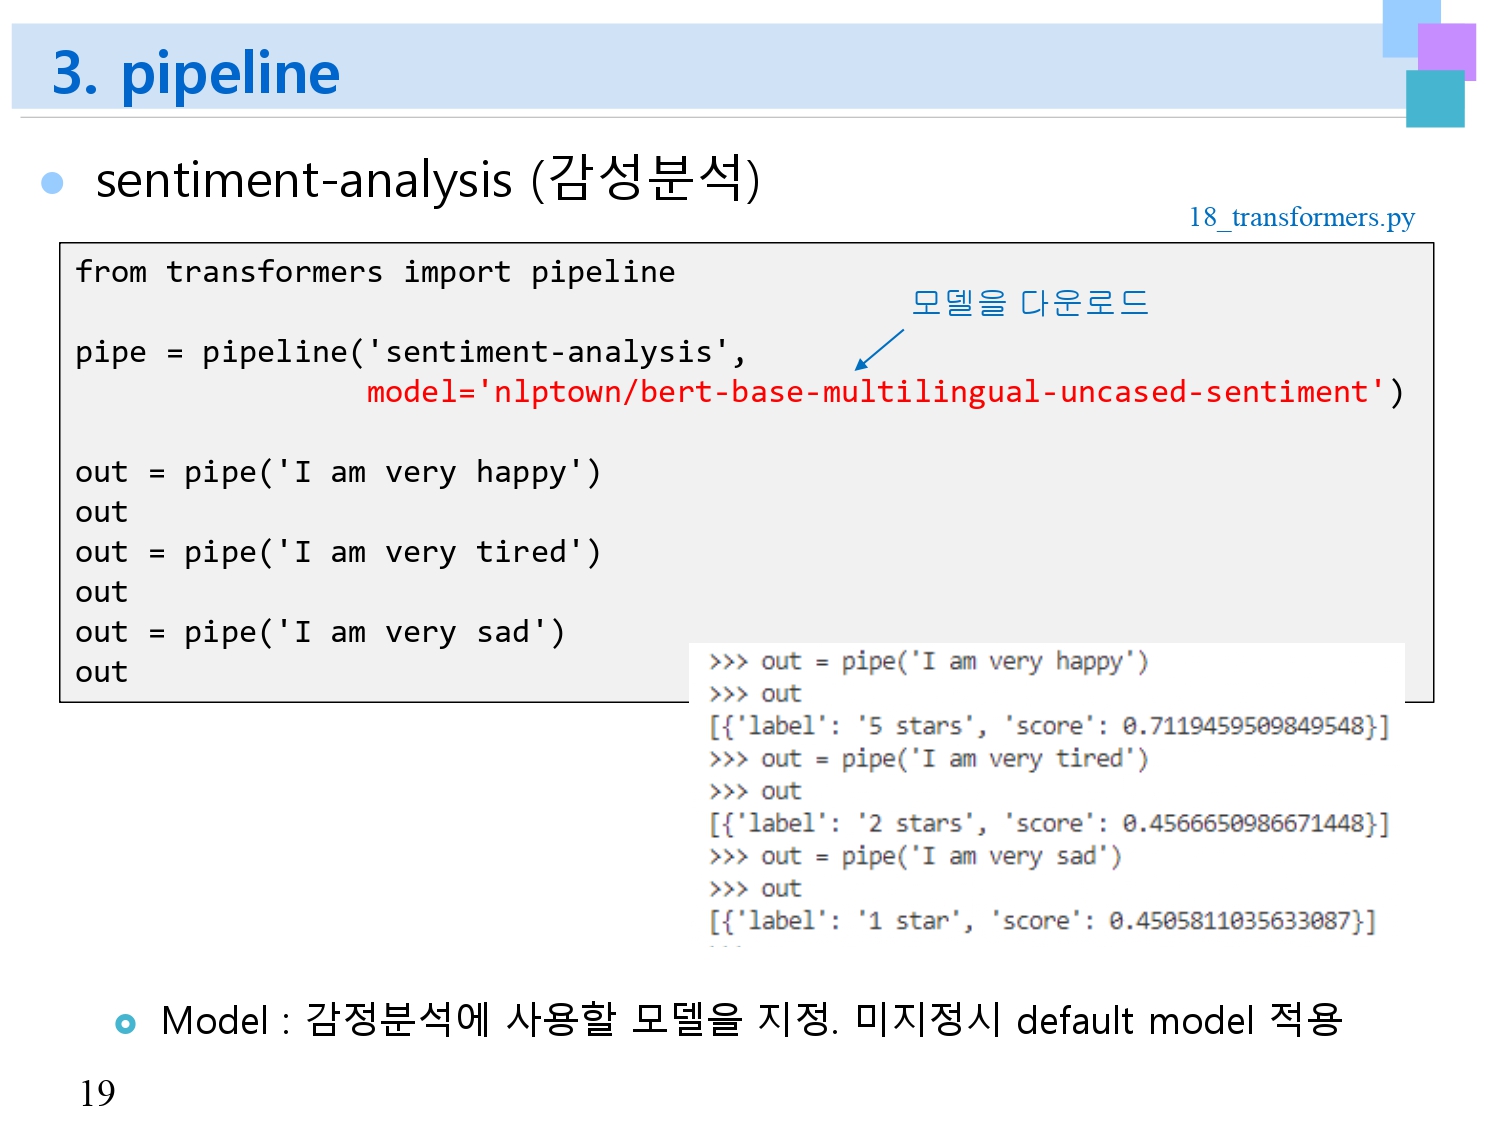 3. pipeline
sentiment-analysis (감성분석)
18_transformers.py
from transformers import pipeline
모델을 다운로드
pipe = pipeline('sentiment-analysis',
model='nlptown/bert-base-multilingual-uncased-sentiment')
out = pipe('I am very happy')
out
out = pipe('I am very tired')
out
out = pipe('I am very sad')
out
>>> out = pipe('I am very happy')
>>> out
[{'label': '5 stars', 'score': 0.7119459509849548}]
>>> out = pipe('I am very tired')
>>> out
[{'label': '2 stars', 'score': 0.4566650986671448}]
>>> out = pipe('I am very sad')
>>> out
[{'label': '1 star', 'score': 0.4505811035633087}]
Model : 감정분석에 사용할 모델을 지정. 미지정시 default model 적용
19